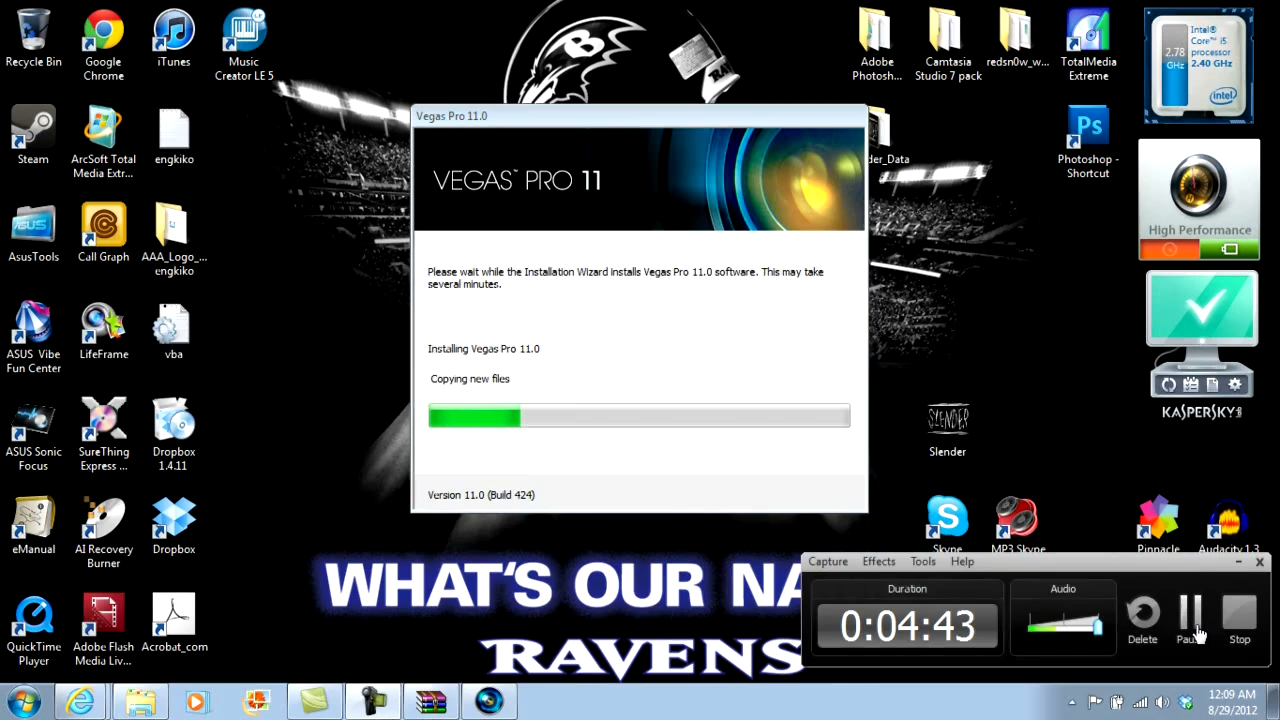 Recycle Bin
Google
Chrome
iTunes
Music
Creator LE 5
Adobe
Photosh...
Camtasia
Studio 7 pack
redsn0w_w...
TotalMedia
Extreme
Intel®
Core™ i5
processor
2.40 GHz
2.78
GHz
intel
Steam
ArcSoft Total
Media Extr...
engkiko
der_Data
Ps
Photoshop -
Shortcut
High Performance
ASUS
AsusTools
Call Graph
AAA_Logo_...
engkiko
Vegas Pro 11.0
VEGAS™ PRO 11
Please wait while the Installation Wizard installs Vegas Pro 11.0 software. This may take
several minutes.
Installing Vegas Pro 11.0
Copying new files
Version 11.0 (Build 424)
ASUS Vibe
Fun Center
LifeFrame
vba
KASPERSKY
SLENDER
Slender
ASUS Sonic
Focus
SureThing
Express ...
Dropbox
1.4.11
eManual
AI Recovery
Burner
Dropbox
Skype
MP3 Skype
Pinnacle
Audacity 1.3
QuickTime
Player
Adobe Flash
Media Liv...
Acrobat_com
WHAT'S OUR NA
RAVENS
Capture Effects Tools Help
Duration
0:04:43
Audio
Delete
Pau
Stop
12:09 AM
8/29/2012